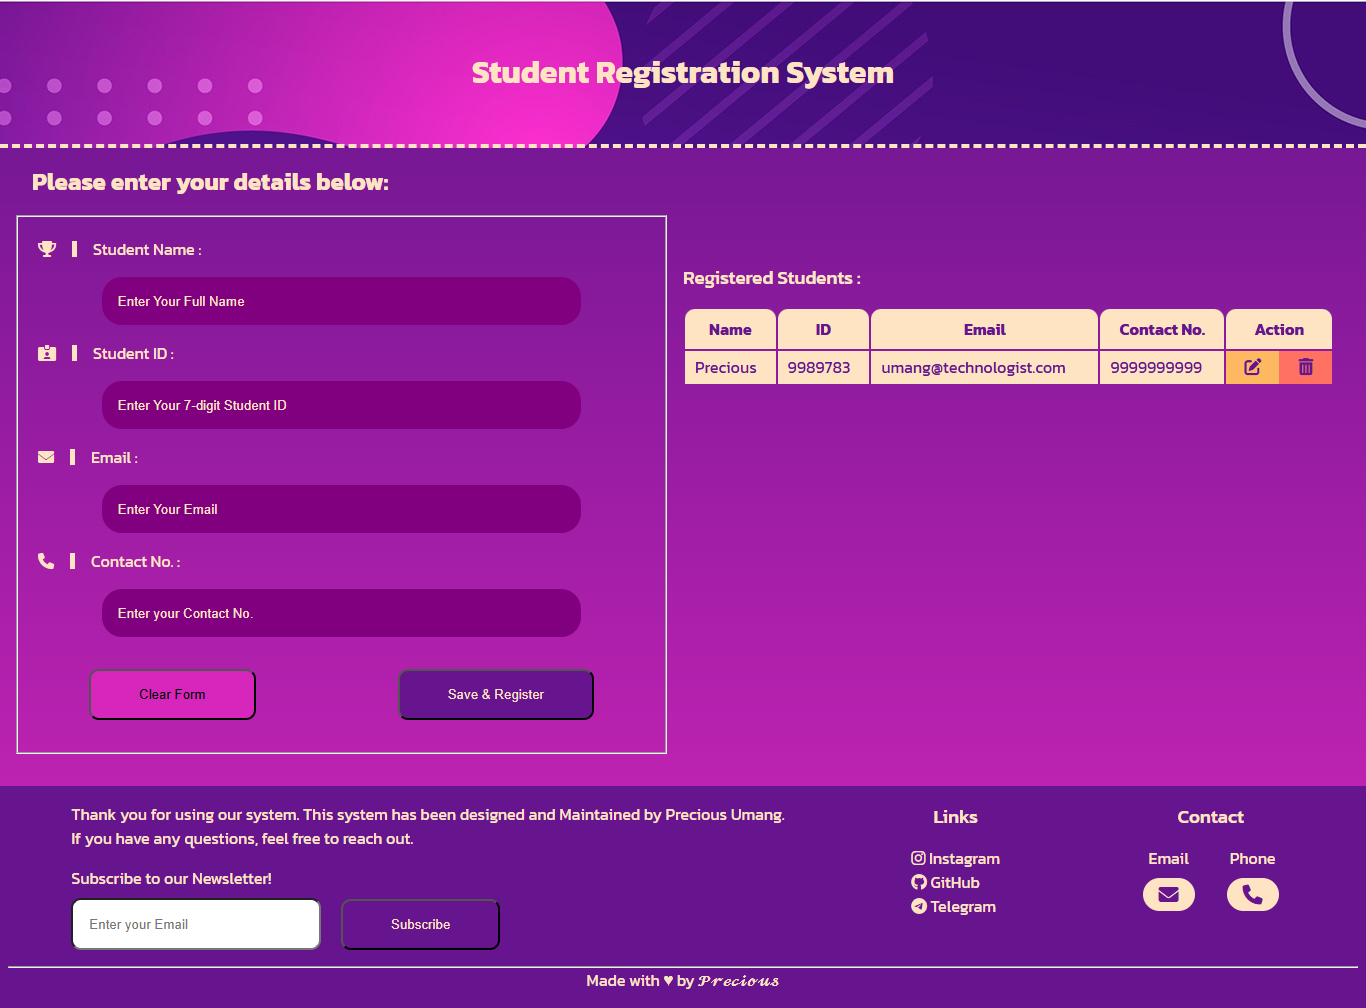 Student Registration System
Please enter your details below:
Student Name :
Enter Your Full Name
Student ID :
Enter Your 7-digit Student ID
Email :
Enter Your Email
Contact No. :
Enter your Contact No.
Clear Form Save & Register
Registered Students :
Name ID Email Contact No. Action
Precious 9989783 umang@technologist.com 9999999999
Thank you for using our system. This system has been designed and Maintained by Precious Umang.
If you have any questions, feel free to reach out.
Subscribe to our Newsletter!
Enter your Email Subscribe
Links
Instagram
GitHub
Telegram
Contact
Email Phone
Made with ♥ by 𝓟𝓻𝓮𝓬𝓲𝓸𝓾𝓼